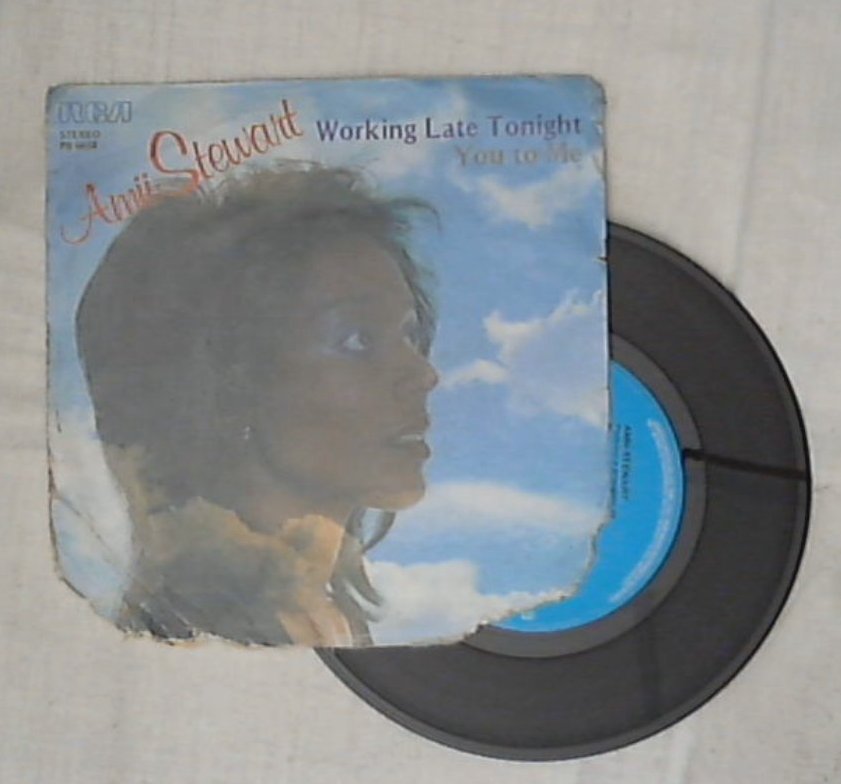 RCA
STEREO
Amii Stewart
Working Late Tonight
You to Me
AMII STEWART